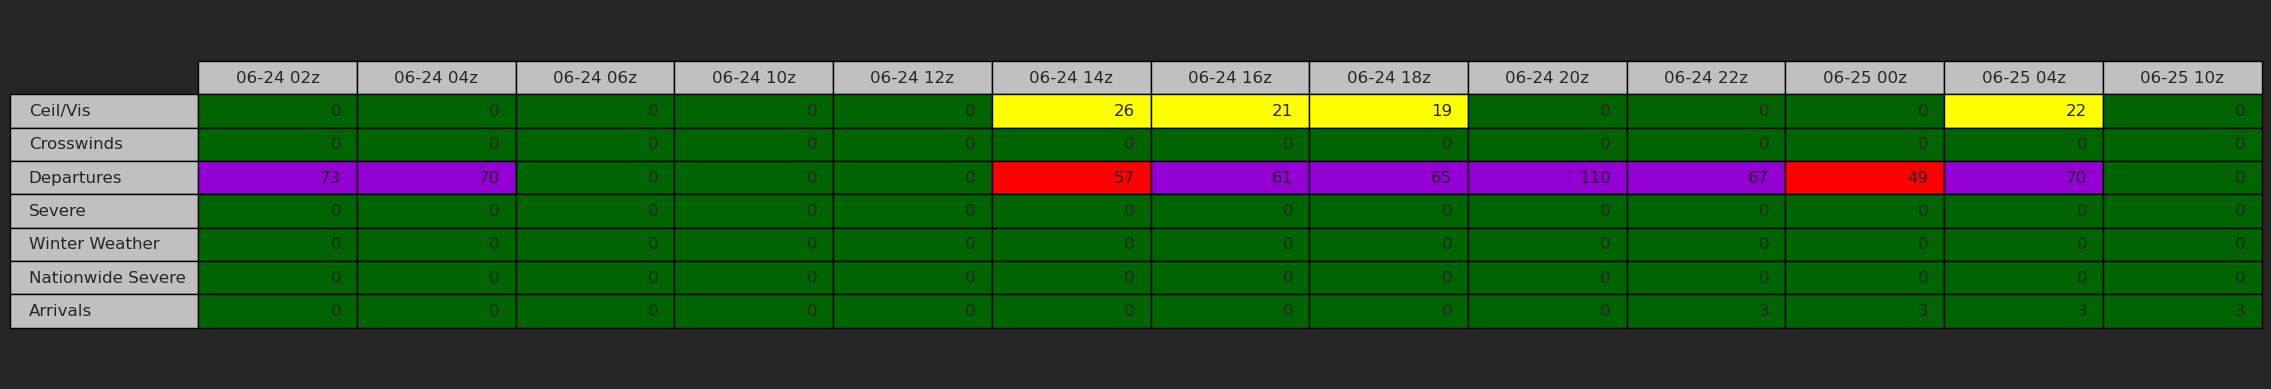 06-24 02z 06-24 04z 06-24 06z 06-24 10z 06-24 12z 06-24 14z 06-24 16z 06-24 18z 06-24 20z 06-24 22z 06-25 00z 06-25 04z 06-25 10z
Ceil/Vis 0 0 0 0 0 26 21 19 0 0 0 22 0
Crosswinds 0 0 0 0 0 0 0 0 0 0 0 0 0
Departures 73 70 0 0 0 57 61 65 110 67 49 70 0
Severe 0 0 0 0 0 0 0 0 0 0 0 0 0
Winter Weather 0 0 0 0 0 0 0 0 0 0 0 0 0
Nationwide Severe 0 0 0 0 0 0 0 0 0 0 0 0 0
Arrivals 0 0 0 0 0 0 0 0 0 3 3 3 3